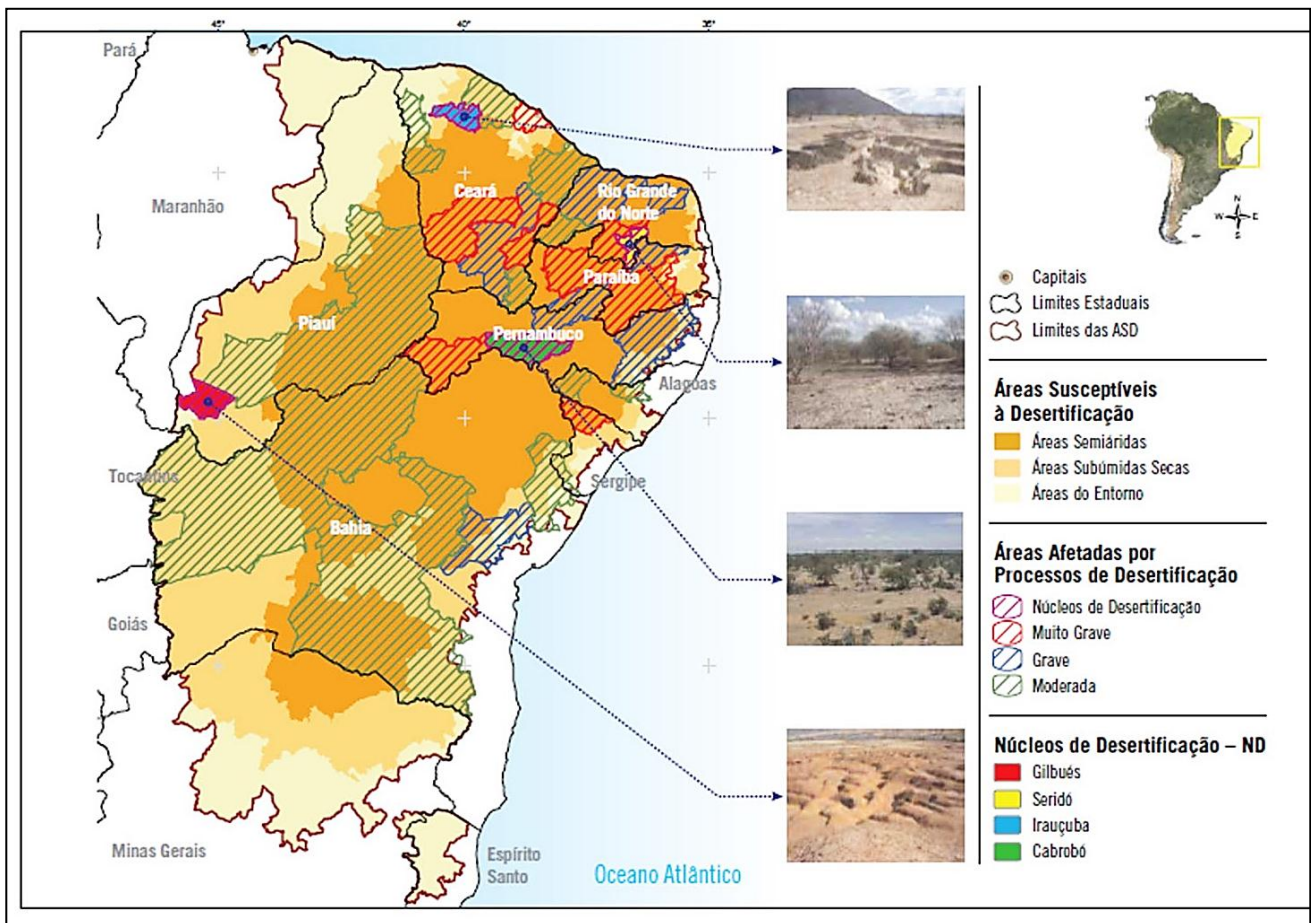 45°
40°
35°
Pará
Maranhão
Ceará
Rio Grande
do Norte
Paraíba
Piauí
Pernambuco
Alagoas
Tocantins
Sergipe
Bahia
Goiás
Minas Gerais
Espírito
Santo
Oceano Atlântico
N
W
E
S
Capitais
Limites Estaduais
Limites das ASD
Áreas Susceptíveis
à Desertificação
Áreas Semiáridas
Áreas Subúmidas Secas
Áreas do Entorno
Áreas Afetadas por
Processos de Desertificação
Núcleos de Desertificação
Muito Grave
Grave
Moderada
Núcleos de Desertificação – ND
Gilbués
Seridó
Irauçuba
Cabrobó